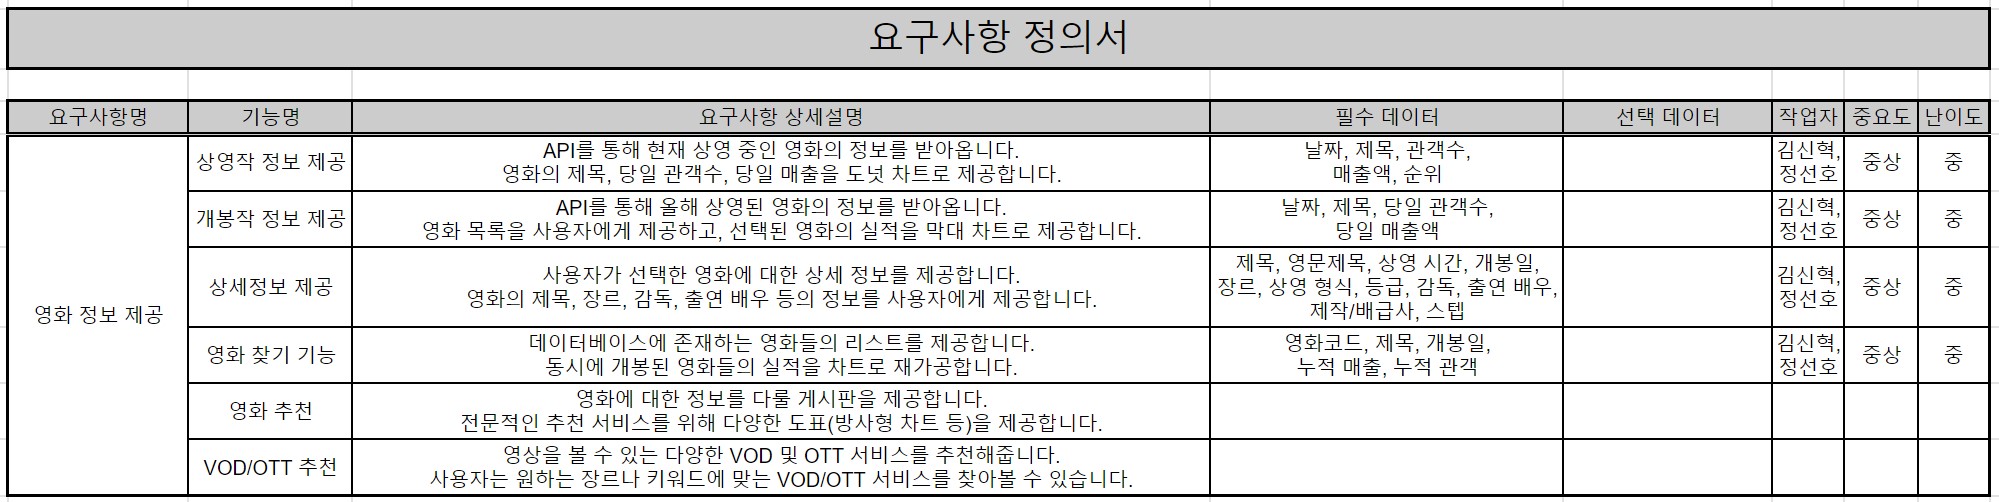 요구사항 정의서
요구사항명 기능명 요구사항 상세설명 필수 데이터 선택 데이터 작업자 중요도 난이도
영화 정보 제공
상영작 정보 제공
API를 통해 현재 상영 중인 영화의 정보를 받아옵니다.
영화의 제목, 당일 관객수, 당일 매출을 도넛 차트로 제공합니다.
날짜, 제목, 관객수,
매출액, 순위
김신혁,
정선호
중상
중
개봉작 정보 제공
API를 통해 올해 상영된 영화의 정보를 받아옵니다.
영화 목록을 사용자에게 제공하고, 선택된 영화의 실적을 막대 차트로 제공합니다.
날짜, 제목, 당일 관객수,
당일 매출액
김신혁,
정선호
중상
중
상세정보 제공
사용자가 선택한 영화에 대한 상세 정보를 제공합니다.
영화의 제목, 장르, 감독, 출연 배우 등의 정보를 사용자에게 제공합니다.
제목, 영문제목, 상영 시간, 개봉일,
장르, 상영 형식, 등급, 감독, 출연 배우,
제작/배급사, 스텝
김신혁,
정선호
중상
중
영화 찾기 기능
데이터베이스에 존재하는 영화들의 리스트를 제공합니다.
동시에 개봉된 영화들의 실적을 차트로 재가공합니다.
영화코드, 제목, 개봉일,
누적 매출, 누적 관객
김신혁,
정선호
중상
중
영화 추천
영화에 대한 정보를 다룰 게시판을 제공합니다.
전문적인 추천 서비스를 위해 다양한 도표(방사형 차트 등)을 제공합니다.
VOD/OTT 추천
영상을 볼 수 있는 다양한 VOD 및 OTT 서비스를 추천해줍니다.
사용자는 원하는 장르나 키워드에 맞는 VOD/OTT 서비스를 찾아볼 수 있습니다.